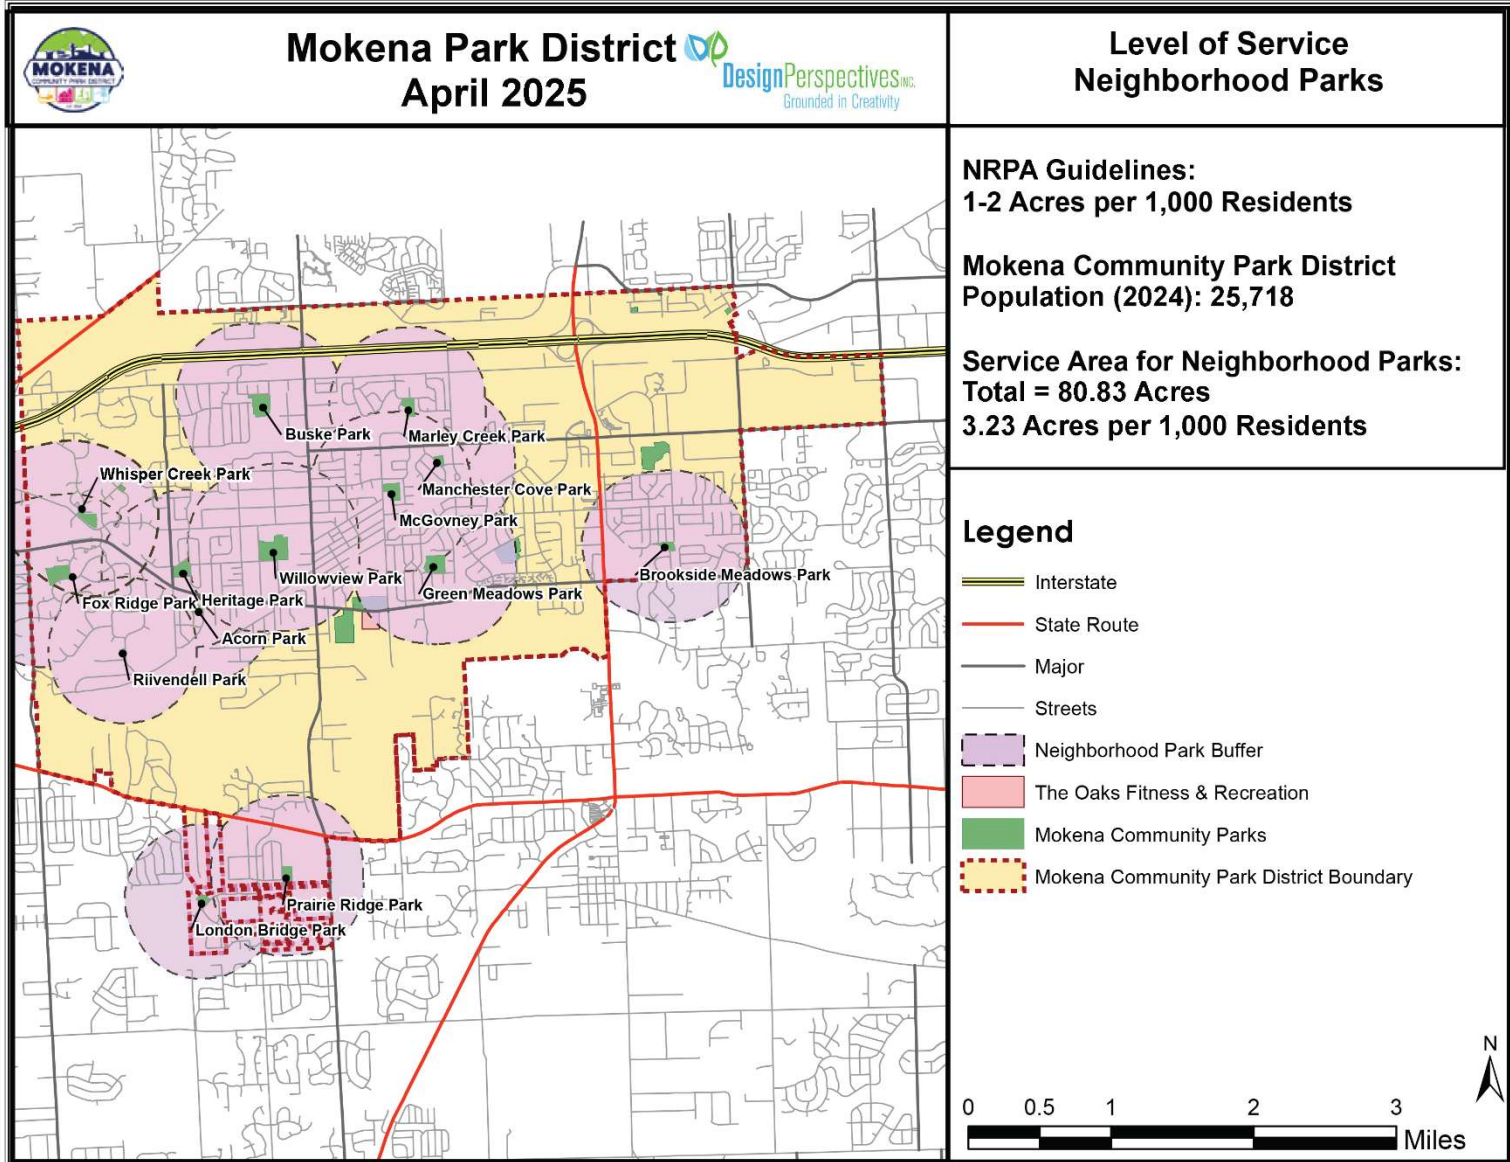 MOKENA
COMMUNITY PARK DISTRICT
Mokena Park District
April 2025
DesignPerspectives INC.
Grounded in Creativity
Level of Service
Neighborhood Parks
NRPA Guidelines:
1-2 Acres per 1,000 Residents
Mokena Community Park District
Population (2024): 25,718
Service Area for Neighborhood Parks:
Total = 80.83 Acres
3.23 Acres per 1,000 Residents
Buske Park
Marley Creek Park
Whisper Creek Park
Manchester Cove Park
McGovney Park
Willowview Park
Brookside Meadows Park
Green Meadows Park
Fox Ridge Park
Heritage Park
Acorn Park
Riivendell Park
Prairie Ridge Park
London Bridge Park
Legend
Interstate
State Route
Major
Streets
Neighborhood Park Buffer
The Oaks Fitness & Recreation
Mokena Community Parks
Mokena Community Park District Boundary
N
0 0.5 1 2 3
Miles